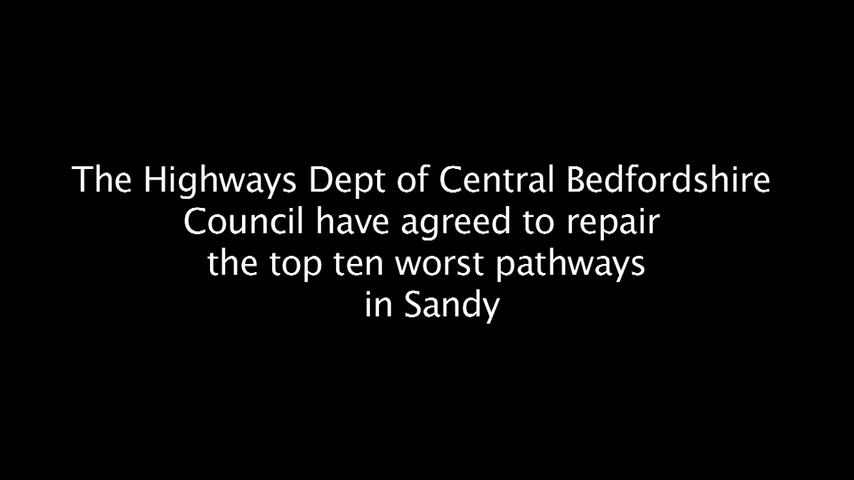 The Highways Dept of Central Bedfordshire
Council have agreed to repair
the top ten worst pathways
in Sandy